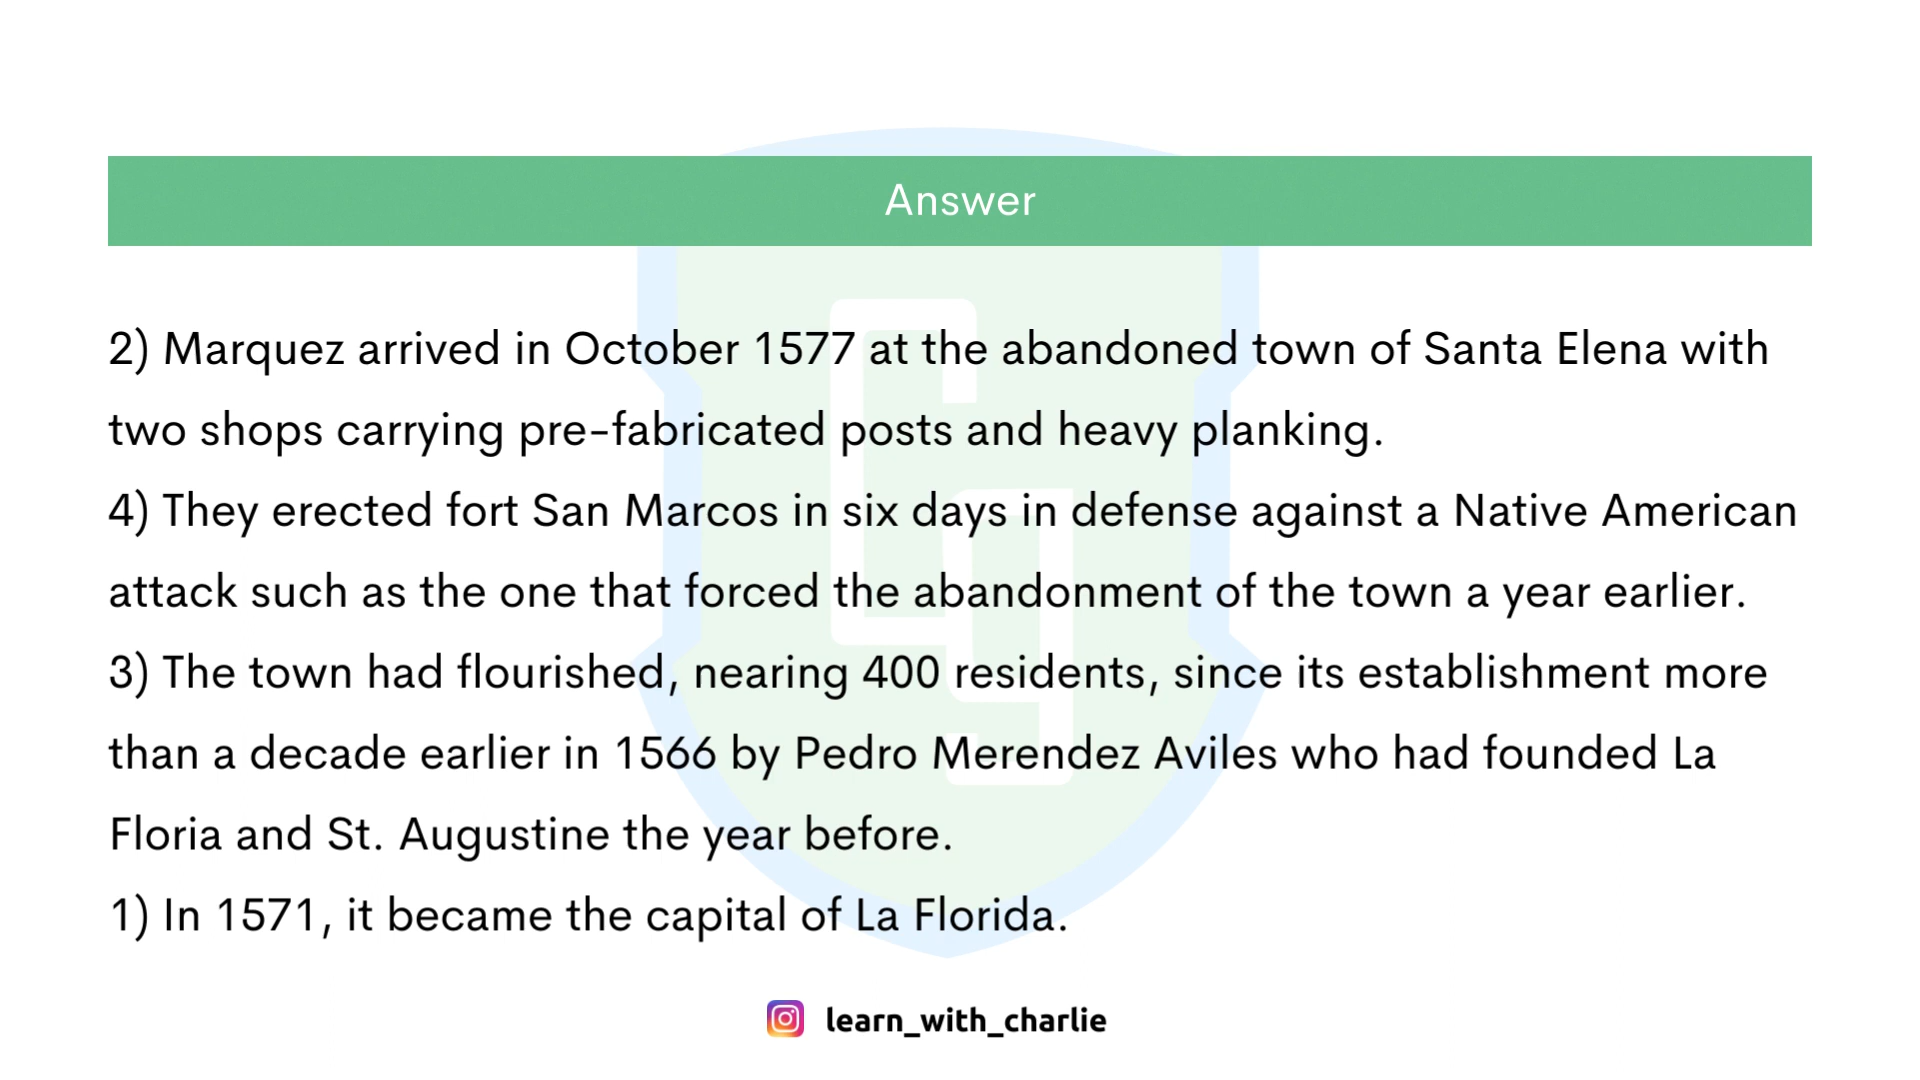 Answer
2) Marquez arrived in October 1577 at the abandoned town of Santa Elena with
two shops carrying pre-fabricated posts and heavy planking.
4) They erected fort San Marcos in six days in defense against a Native American
attack such as the one that forced the abandonment of the town a year earlier.
3) The town had flourished, nearing 400 residents, since its establishment more
than a decade earlier in 1566 by Pedro Merendez Aviles who had founded La
Floria and St. Augustine the year before.
1) In 1571, it became the capital of La Florida.
learn_with_charlie